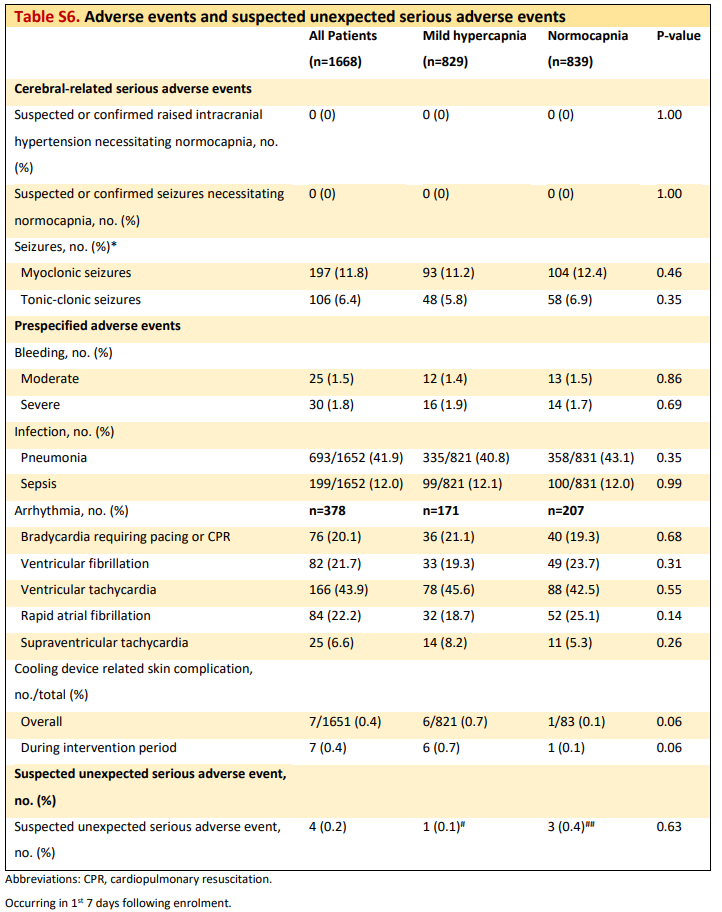 Table S6. Adverse events and suspected unexpected serious adverse events
All Patients Mild hypercapnia Normocapnia P-value
(n=1668) (n=829) (n=839)
Cerebral-related serious adverse events
Suspected or confirmed raised intracranial 0 (0) 0 (0) 0 (0) 1.00
hypertension necessitating normocapnia, no.
(%)
Suspected or confirmed seizures necessitating 0 (0) 0 (0) 0 (0) 1.00
normocapnia, no. (%)
Seizures, no. (%)*
Myoclonic seizures 197 (11.8) 93 (11.2) 104 (12.4) 0.46
Tonic-clonic seizures 106 (6.4) 48 (5.8) 58 (6.9) 0.35
Prespecified adverse events
Bleeding, no. (%)
Moderate 25 (1.5) 12 (1.4) 13 (1.5) 0.86
Severe 30 (1.8) 16 (1.9) 14 (1.7) 0.69
Infection, no. (%)
Pneumonia 693/1652 (41.9) 335/821 (40.8) 358/831 (43.1) 0.35
Sepsis 199/1652 (12.0) 99/821 (12.1) 100/831 (12.0) 0.99
Arrhythmia, no. (%) n=378 n=171 n=207
Bradycardia requiring pacing or CPR 76 (20.1) 36 (21.1) 40 (19.3) 0.68
Ventricular fibrillation 82 (21.7) 33 (19.3) 49 (23.7) 0.31
Ventricular tachycardia 166 (43.9) 78 (45.6) 88 (42.5) 0.55
Rapid atrial fibrillation 84 (22.2) 32 (18.7) 52 (25.1) 0.14
Supraventricular tachycardia 25 (6.6) 14 (8.2) 11 (5.3) 0.26
Cooling device related skin complication,
no./total (%)
Overall 7/1651 (0.4) 6/821 (0.7) 1/83 (0.1) 0.06
During intervention period 7 (0.4) 6 (0.7) 1 (0.1) 0.06
Suspected unexpected serious adverse event,
no. (%)
Suspected unexpected serious adverse event, 4 (0.2) 1 (0.1)# 3 (0.4)## 0.63
no. (%)
Abbreviations: CPR, cardiopulmonary resuscitation.
Occurring in 1st 7 days following enrolment.